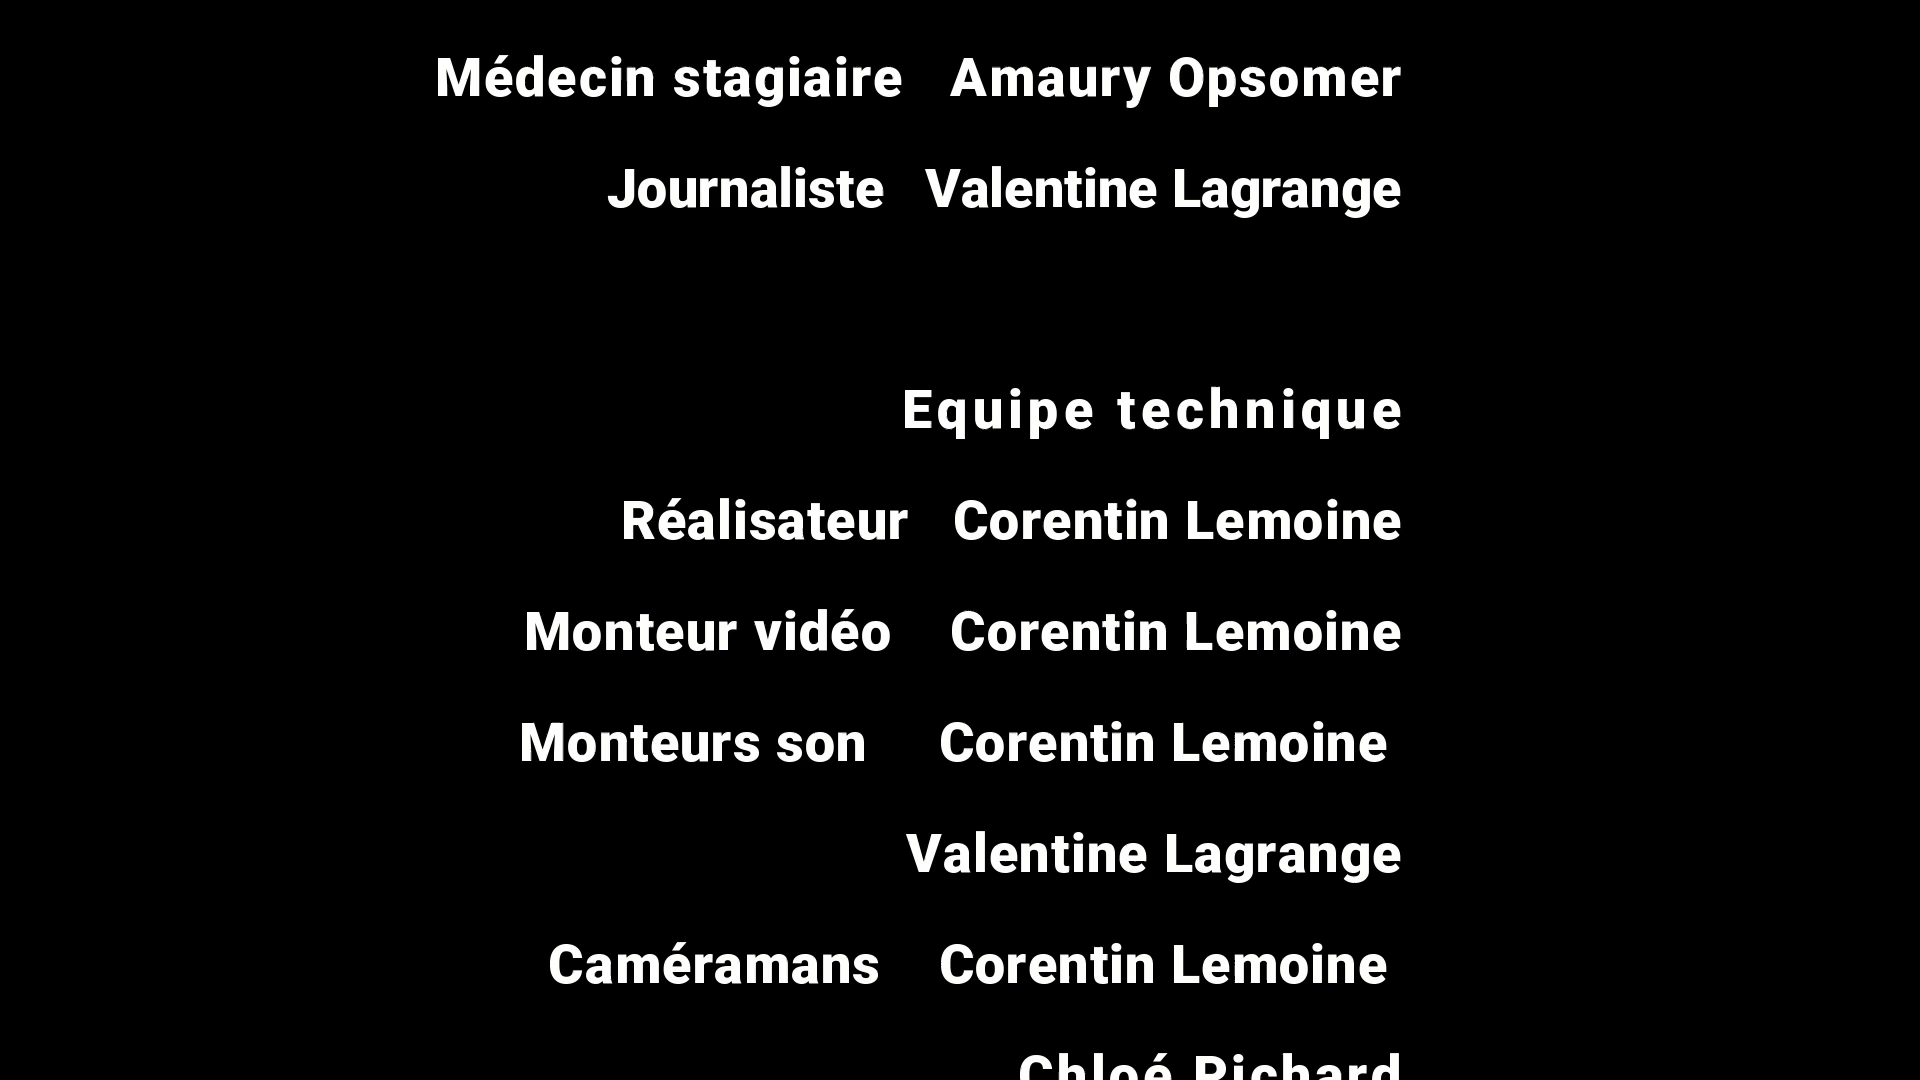 Médecin stagiaire Amaury Opsomer
Journaliste Valentine Lagrange
Equipe technique
Réalisateur Corentin Lemoine
Monteur vidéo Corentin Lemoine
Monteurs son Corentin Lemoine
Valentine Lagrange
Caméramans Corentin Lemoine
Chloé Richard